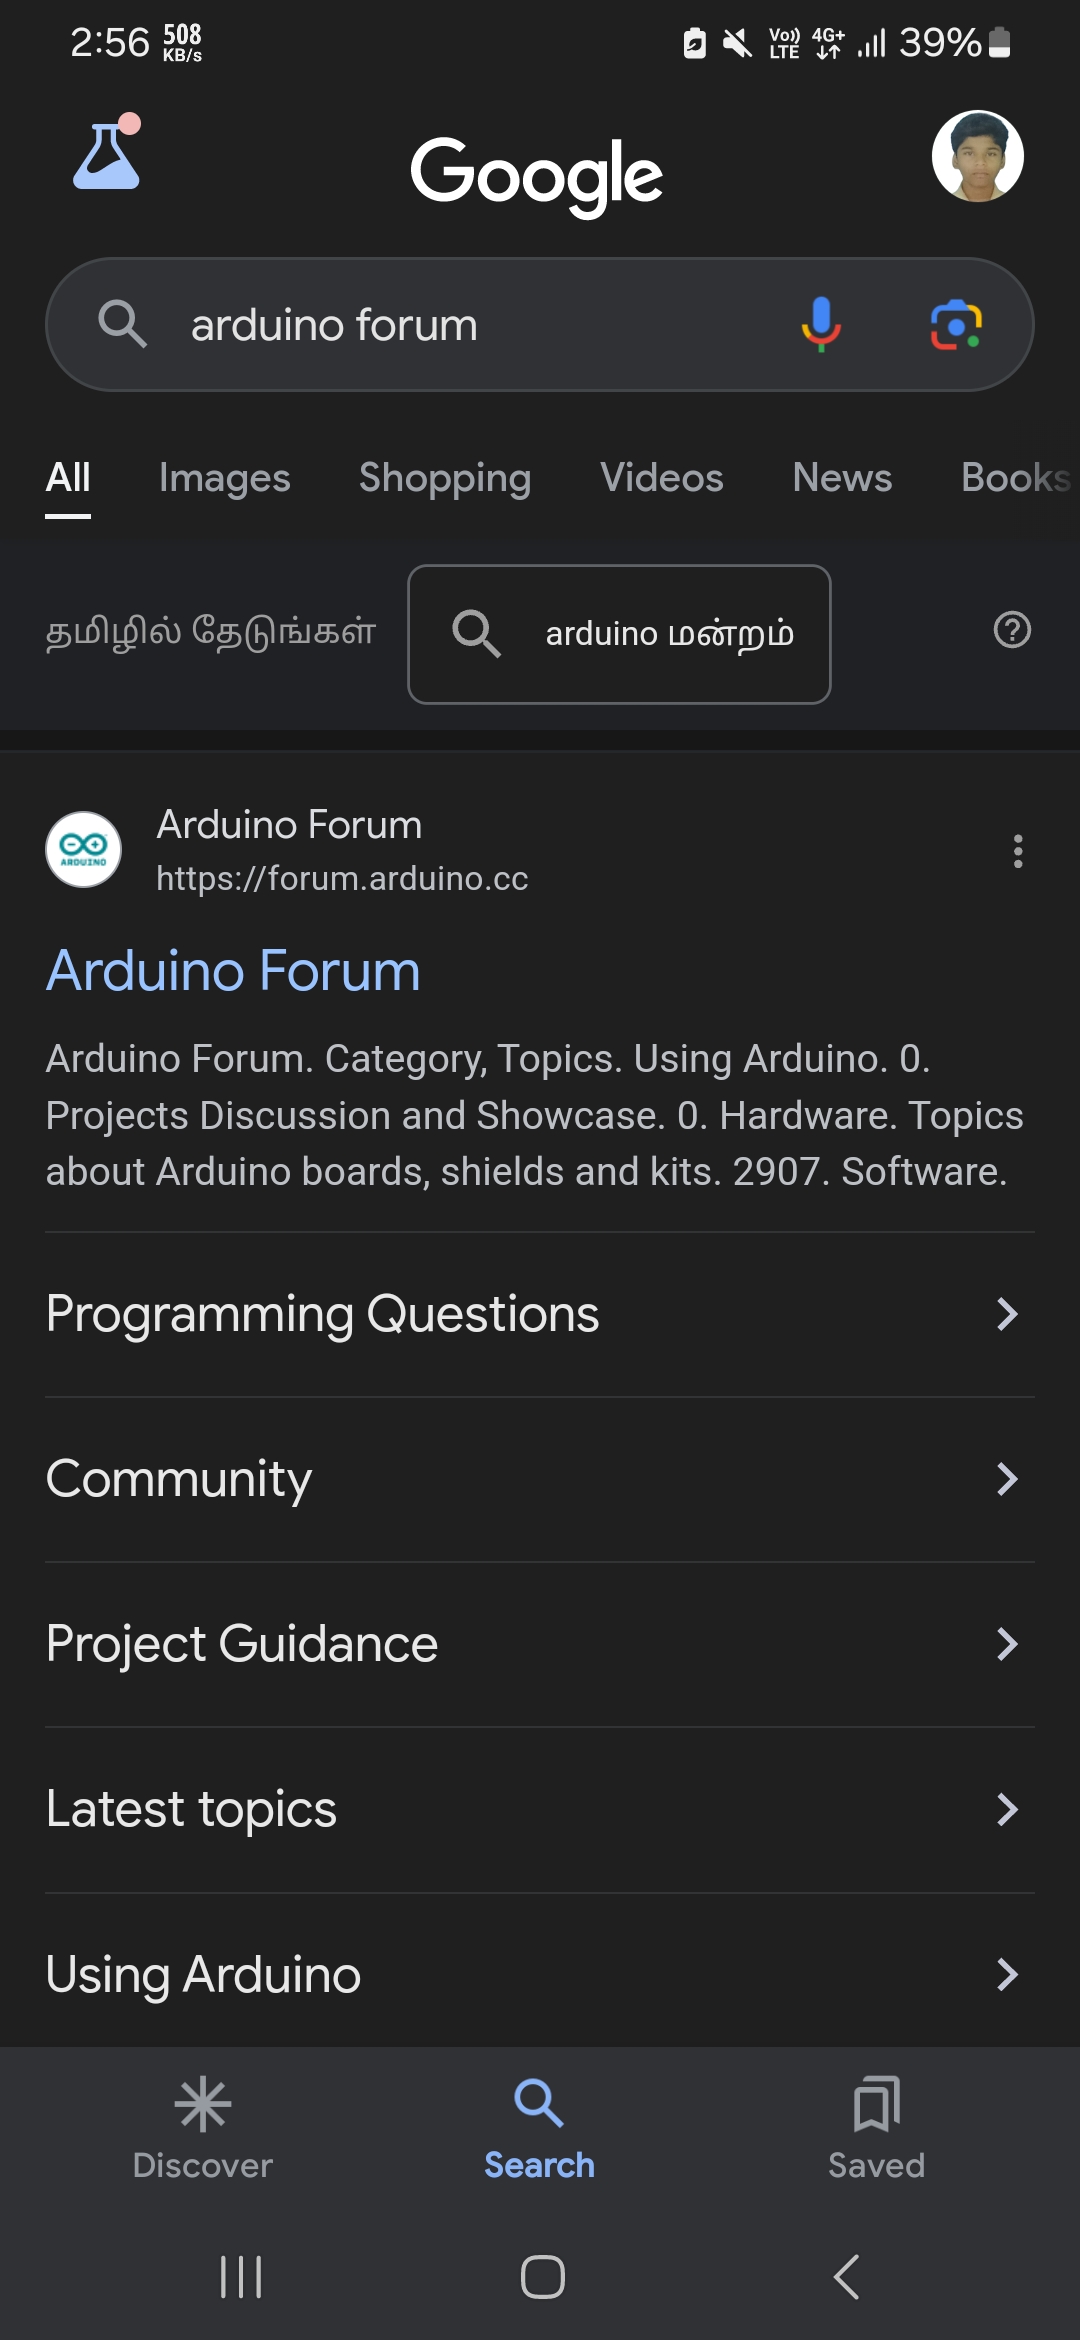 2:56 508 KB/s Vo)) LTE 4G+ 39%
Google
arduino forum
All Images Shopping Videos News Books
தமிழில் தேடுங்கள் arduino மன்றம்
Arduino Forum
ARDUINO
https://forum.arduino.cc
Arduino Forum
Arduino Forum. Category, Topics. Using Arduino. 0.
Projects Discussion and Showcase. 0. Hardware. Topics
about Arduino boards, shields and kits. 2907. Software.
Programming Questions
Community
Project Guidance
Latest topics
Using Arduino
Discover Search Saved